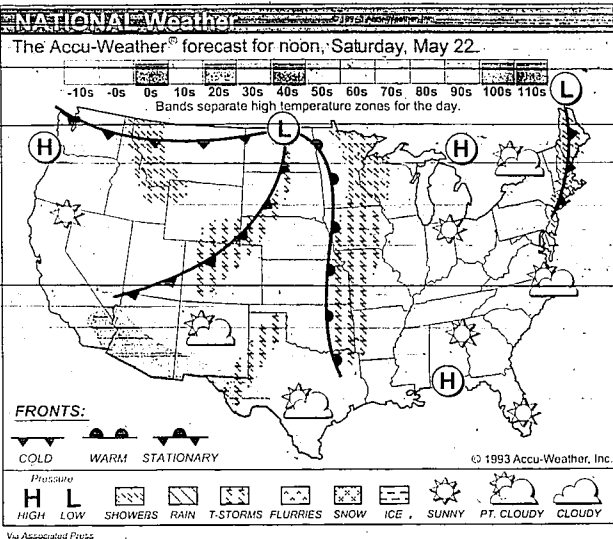 NATIONAL Weather
The Accu-Weather® forecast for noon, Saturday, May 22.
-10s -0s 0s 10s 20s 30s 40s 50s 60s 70s 80s 90s 100s 110s
Bands separate high temperature zones for the day.
L
H
L
H
H
FRONTS:
COLD WARM STATIONARY
© 1993 Accu-Weather, Inc.
Pressure
H L
HIGH LOW SHOWERS RAIN T-STORMS FLURRIES SNOW ICE SUNNY PT. CLOUDY CLOUDY
Via Associated Press